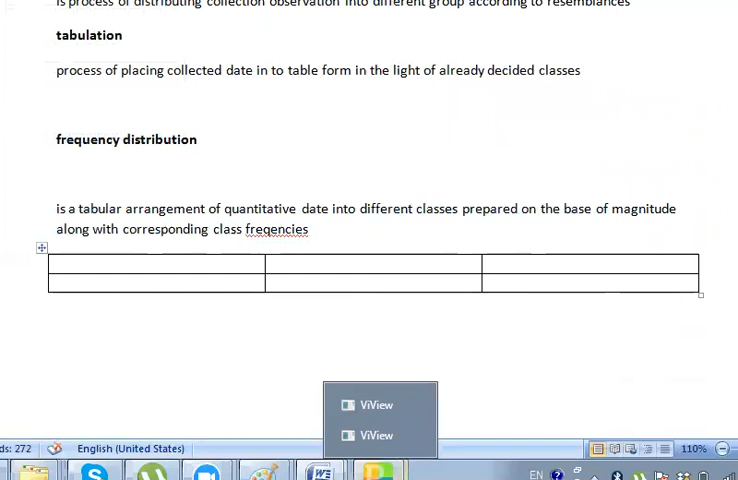 is process of distributing collection observation into different group according to resemblances
tabulation
process of placing collected date in to table form in the light of already decided classes
frequency distribution
is a tabular arrangement of quantitative date into different classes prepared on the base of magnitude
along with corresponding class freqencies
ViView
ViView
ds: 272
English (United States)
110%
EN